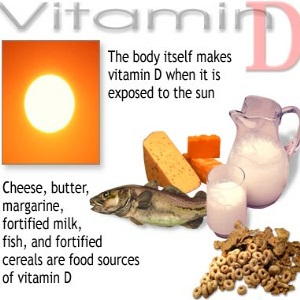 Vitamin D
The body itself makes
vitamin D when it is
exposed to the sun
Cheese, butter,
margarine,
fortified milk,
fish, and fortified
cereals are food sources
of vitamin D